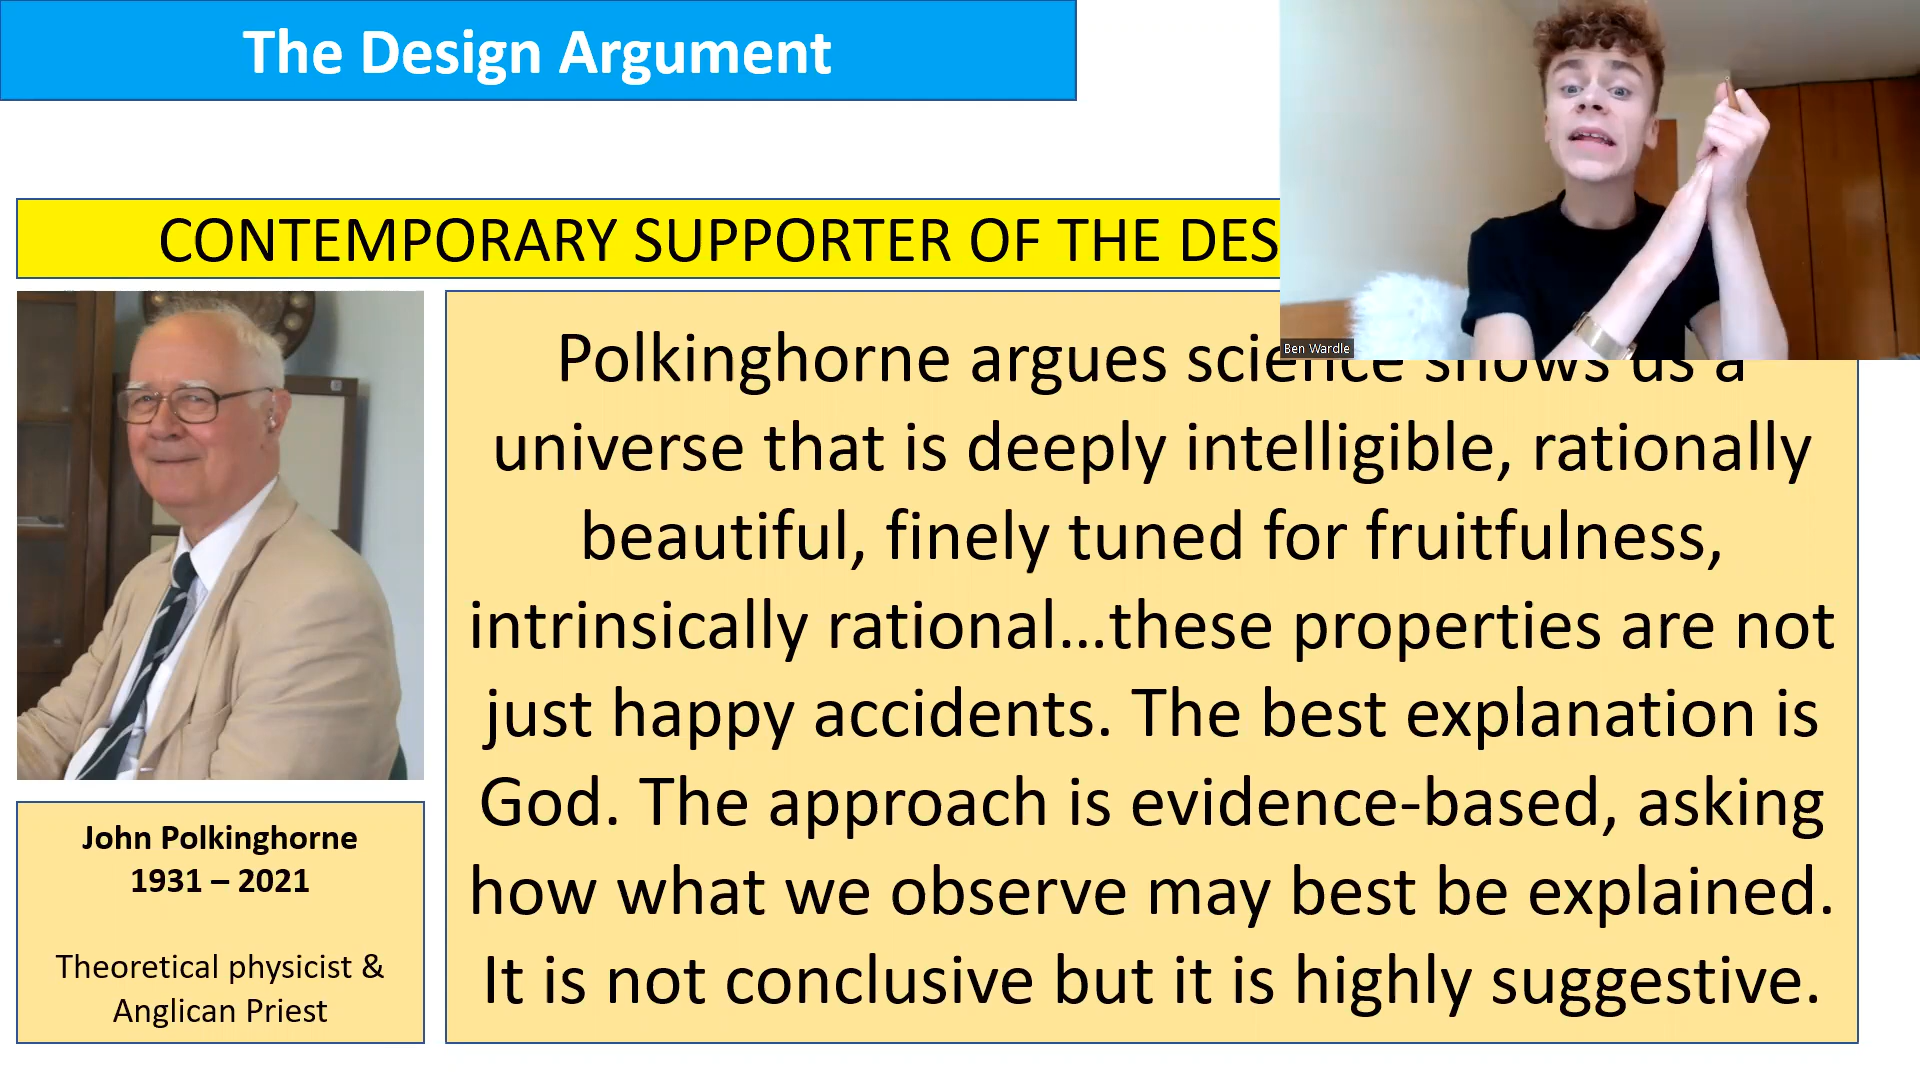 The Design Argument
CONTEMPORARY SUPPORTER OF THE DES
Ben Wardle
Polkinghorne argues science shows us a
universe that is deeply intelligible, rationally
beautiful, finely tuned for fruitfulness,
intrinsically rational…these properties are not
just happy accidents. The best explanation is
God. The approach is evidence-based, asking
how what we observe may best be explained.
It is not conclusive but it is highly suggestive.
John Polkinghorne
1931 – 2021
Theoretical physicist &
Anglican Priest